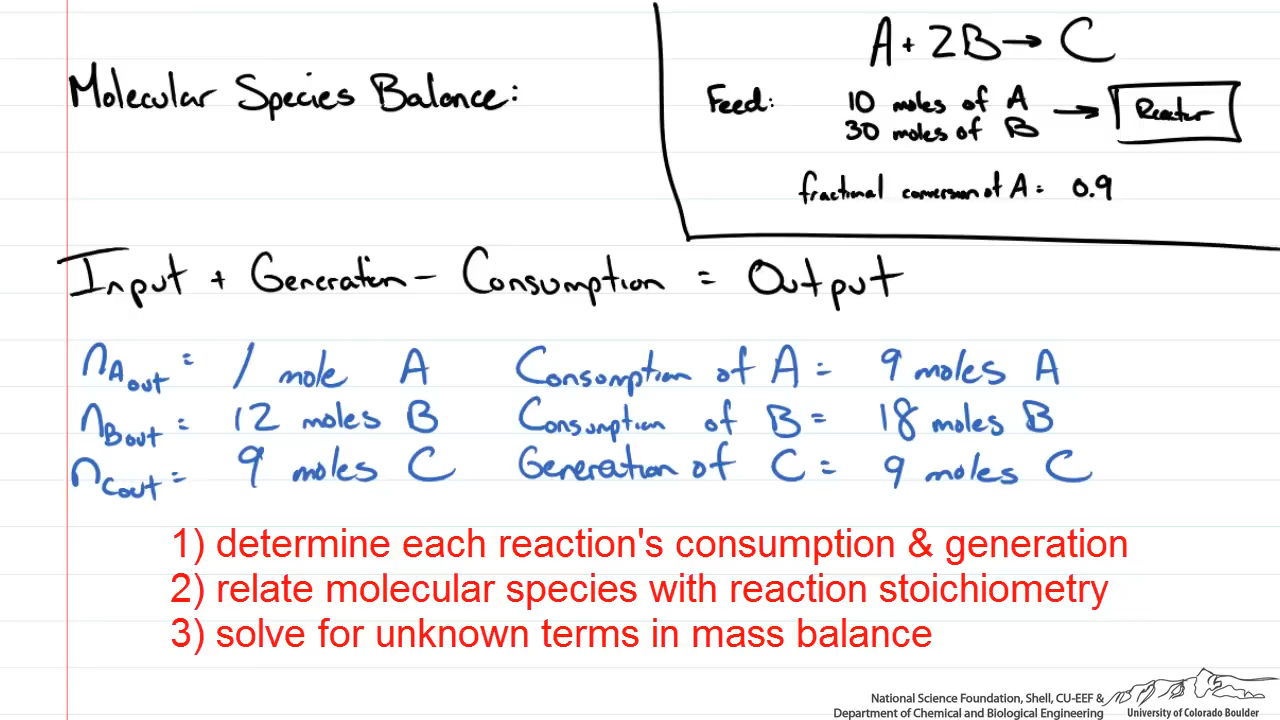 A + 2B → C
Molecular Species Balance:
Feed: 10 moles of A → Reactor
30 moles of B
fractional conversion of A = 0.9
Input + Generation - Consumption = Output
nAout = 1 mole A Consumption of A = 9 moles A
nBout = 12 moles B Consumption of B = 18 moles B
nCout = 9 moles C Generation of C = 9 moles C
1) determine each reaction's consumption & generation
2) relate molecular species with reaction stoichiometry
3) solve for unknown terms in mass balance
National Science Foundation, Shell, CU-EEF &
Department of Chemical and Biological Engineering
University of Colorado Boulder